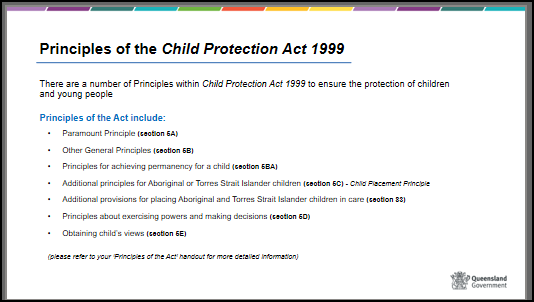 Principles of the Child Protection Act 1999
There are a number of Principles within Child Protection Act 1999 to ensure the protection of children
and young people
Principles of the Act include:
• Paramount Principle (section 5A)
• Other General Principles (section 5B)
• Principles for achieving permanency for a child (section 5BA)
• Additional principles for Aboriginal or Torres Strait Islander children (section 5C) - Child Placement Principle
• Additional provisions for placing Aboriginal and Torres Strait Islander children in care (section 83)
• Principles about exercising powers and making decisions (section 5D)
• Obtaining child's views (section 5E)
(please refer to your 'Principles of the Act' handout for more detailed information)
Queensland
Government